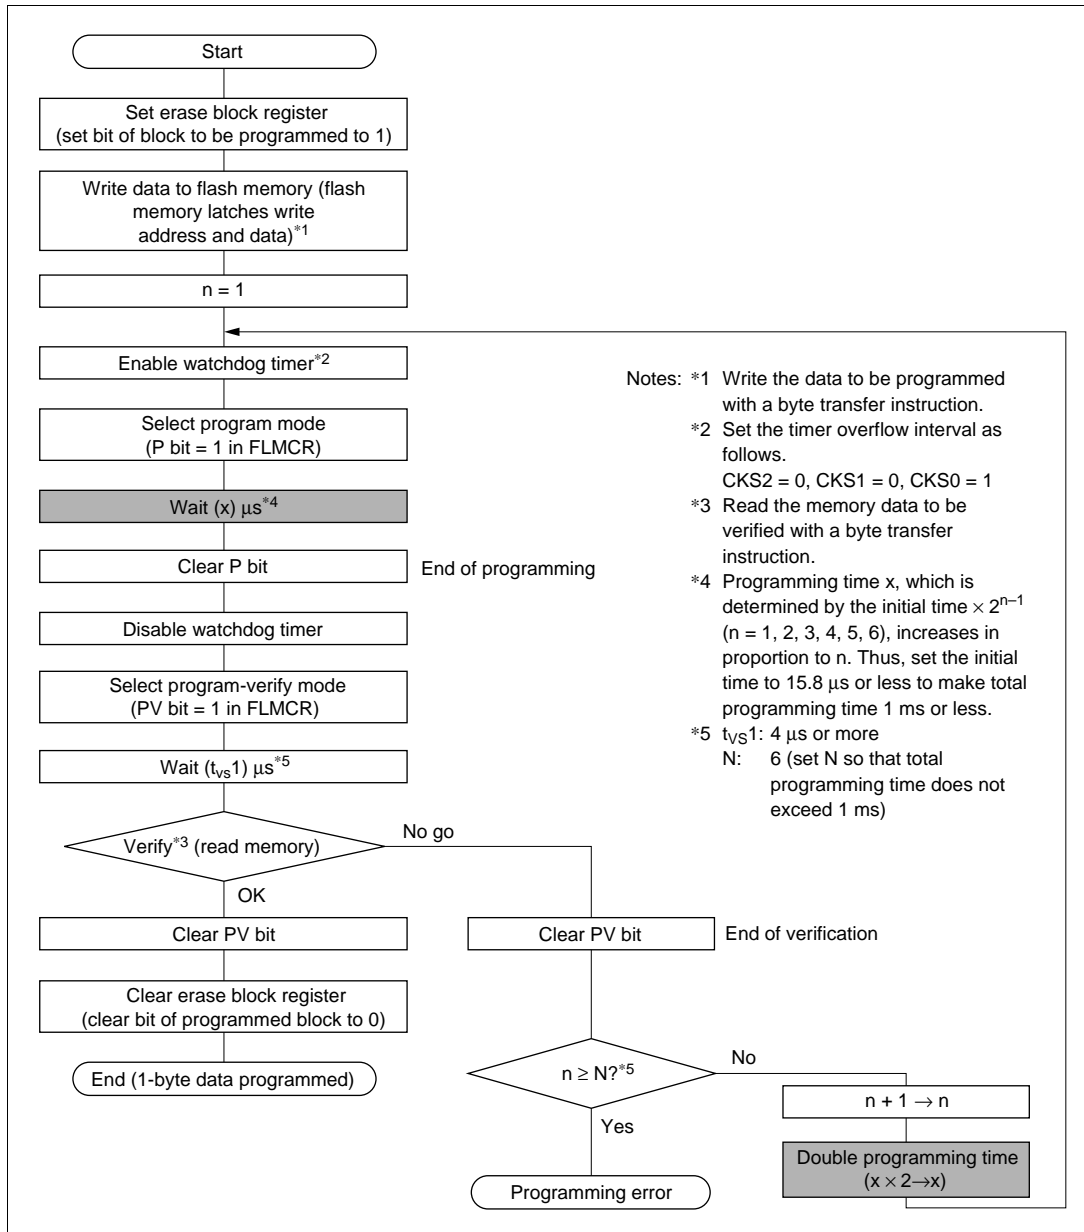 Start
Set erase block register
(set bit of block to be programmed to 1)
Write data to flash memory (flash
memory latches write
address and data)*1
n = 1
Enable watchdog timer*2
Select program mode
(P bit = 1 in FLMCR)
Wait (x) μs*4
Clear P bit
End of programming
Disable watchdog timer
Select program-verify mode
(PV bit = 1 in FLMCR)
Wait (tvs1) μs*5
Verify*3 (read memory)
No go
OK
Clear PV bit
Clear erase block register
(clear bit of programmed block to 0)
End (1-byte data programmed)
Clear PV bit
End of verification
n ≥ N?*5
No
Yes
Programming error
n + 1 → n
Double programming time
(x × 2→x)
Notes: *1 Write the data to be programmed
with a byte transfer instruction.
*2 Set the timer overflow interval as
follows.
CKS2 = 0, CKS1 = 0, CKS0 = 1
*3 Read the memory data to be
verified with a byte transfer
instruction.
*4 Programming time x, which is
determined by the initial time × 2^n–1
(n = 1, 2, 3, 4, 5, 6), increases in
proportion to n. Thus, set the initial
time to 15.8 μs or less to make total
programming time 1 ms or less.
*5 tVS1: 4 μs or more
N: 6 (set N so that total
programming time does not
exceed 1 ms)